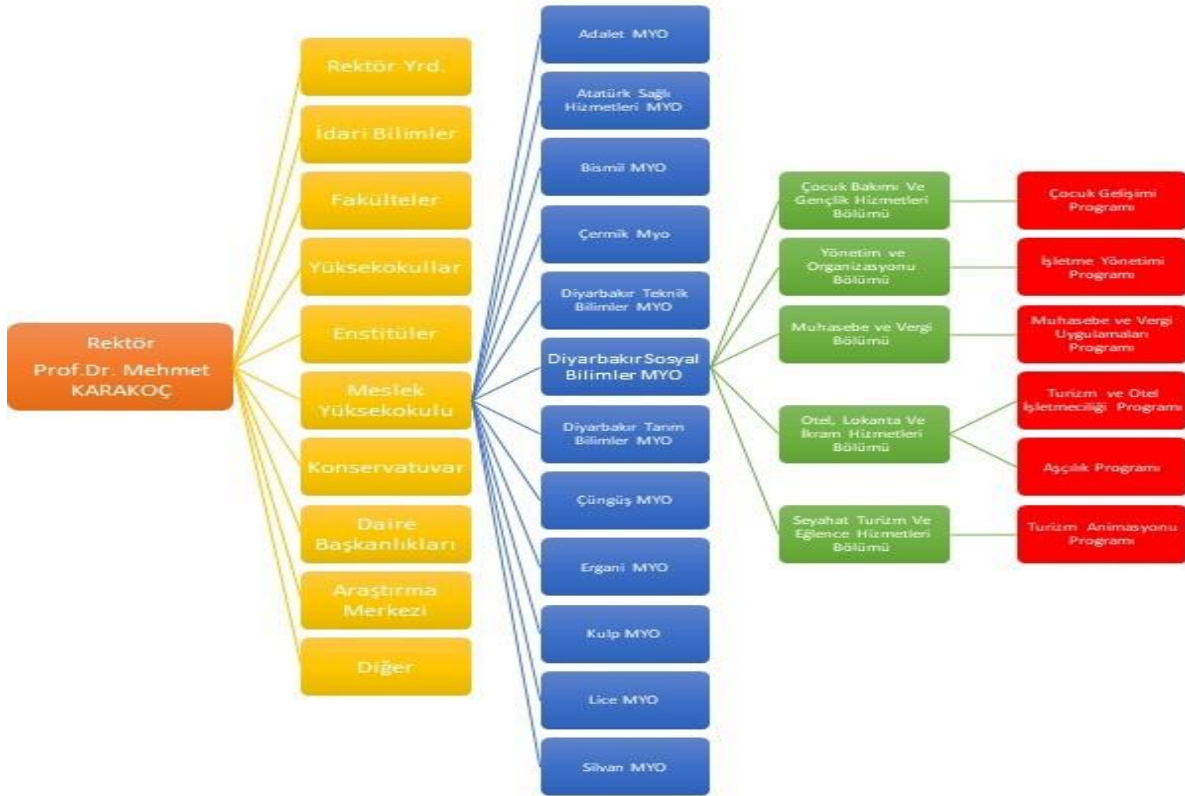 Rektör
Prof.Dr. Mehmet
KARAKOÇ
Rektör Yrd.
İdari Bilimler
Fakülteler
Yüksekokullar
Enstitüler
Meslek
Yüksekokulu
Konservatuvar
Daire
Başkanlıkları
Araştırma
Merkezi
Diğer
Adalet MYO
Atatürk Sağlı
Hizmetleri MYO
Bismil MYO
Çermik Myo
Diyarbakır Teknik
Bilimler MYO
Diyarbakır Sosyal
Bilimler MYO
Diyarbakır Tarım
Bilimler MYO
Çüngüş MYO
Ergani MYO
Kulp MYO
Lice MYO
Silvan MYO
Çocuk Bakımı Ve
Gençlik Hizmetleri
Bölümü
Yönetim ve
Organizasyonu
Bölümü
Muhasebe ve Vergi
Bölümü
Otel, Lokanta Ve
İkram Hizmetleri
Bölümü
Seyahat Turizm Ve
Eğlence Hizmetleri
Bölümü
Çocuk Gelişimi
Programı
İşletme Yönetimi
Programı
Muhasebe ve Vergi
Uygulamaları
Programı
Turizm ve Otel
İşletmeciliği Programı
Aşçılık Programı
Turizm Animasyonu
Programı